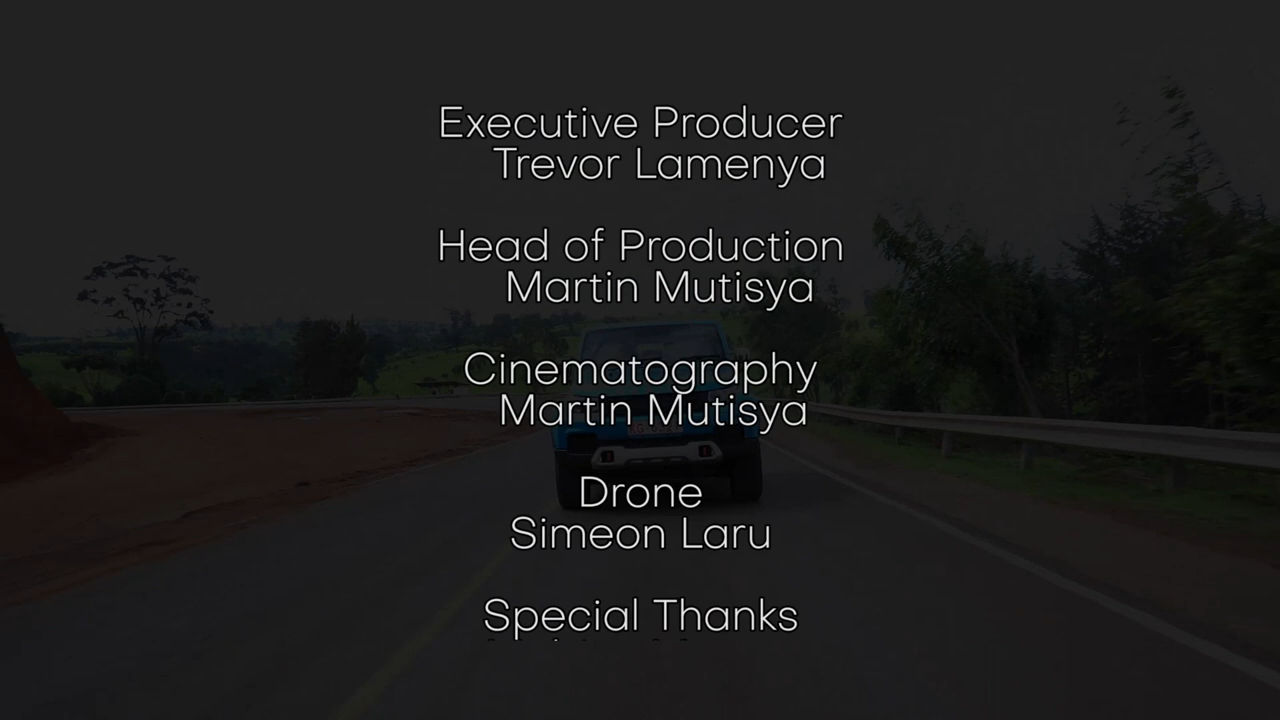 Executive Producer
Trevor Lamenya
Head of Production
Martin Mutisya
Cinematography
Martin Mutisya
Drone
Simeon Laru
Special Thanks